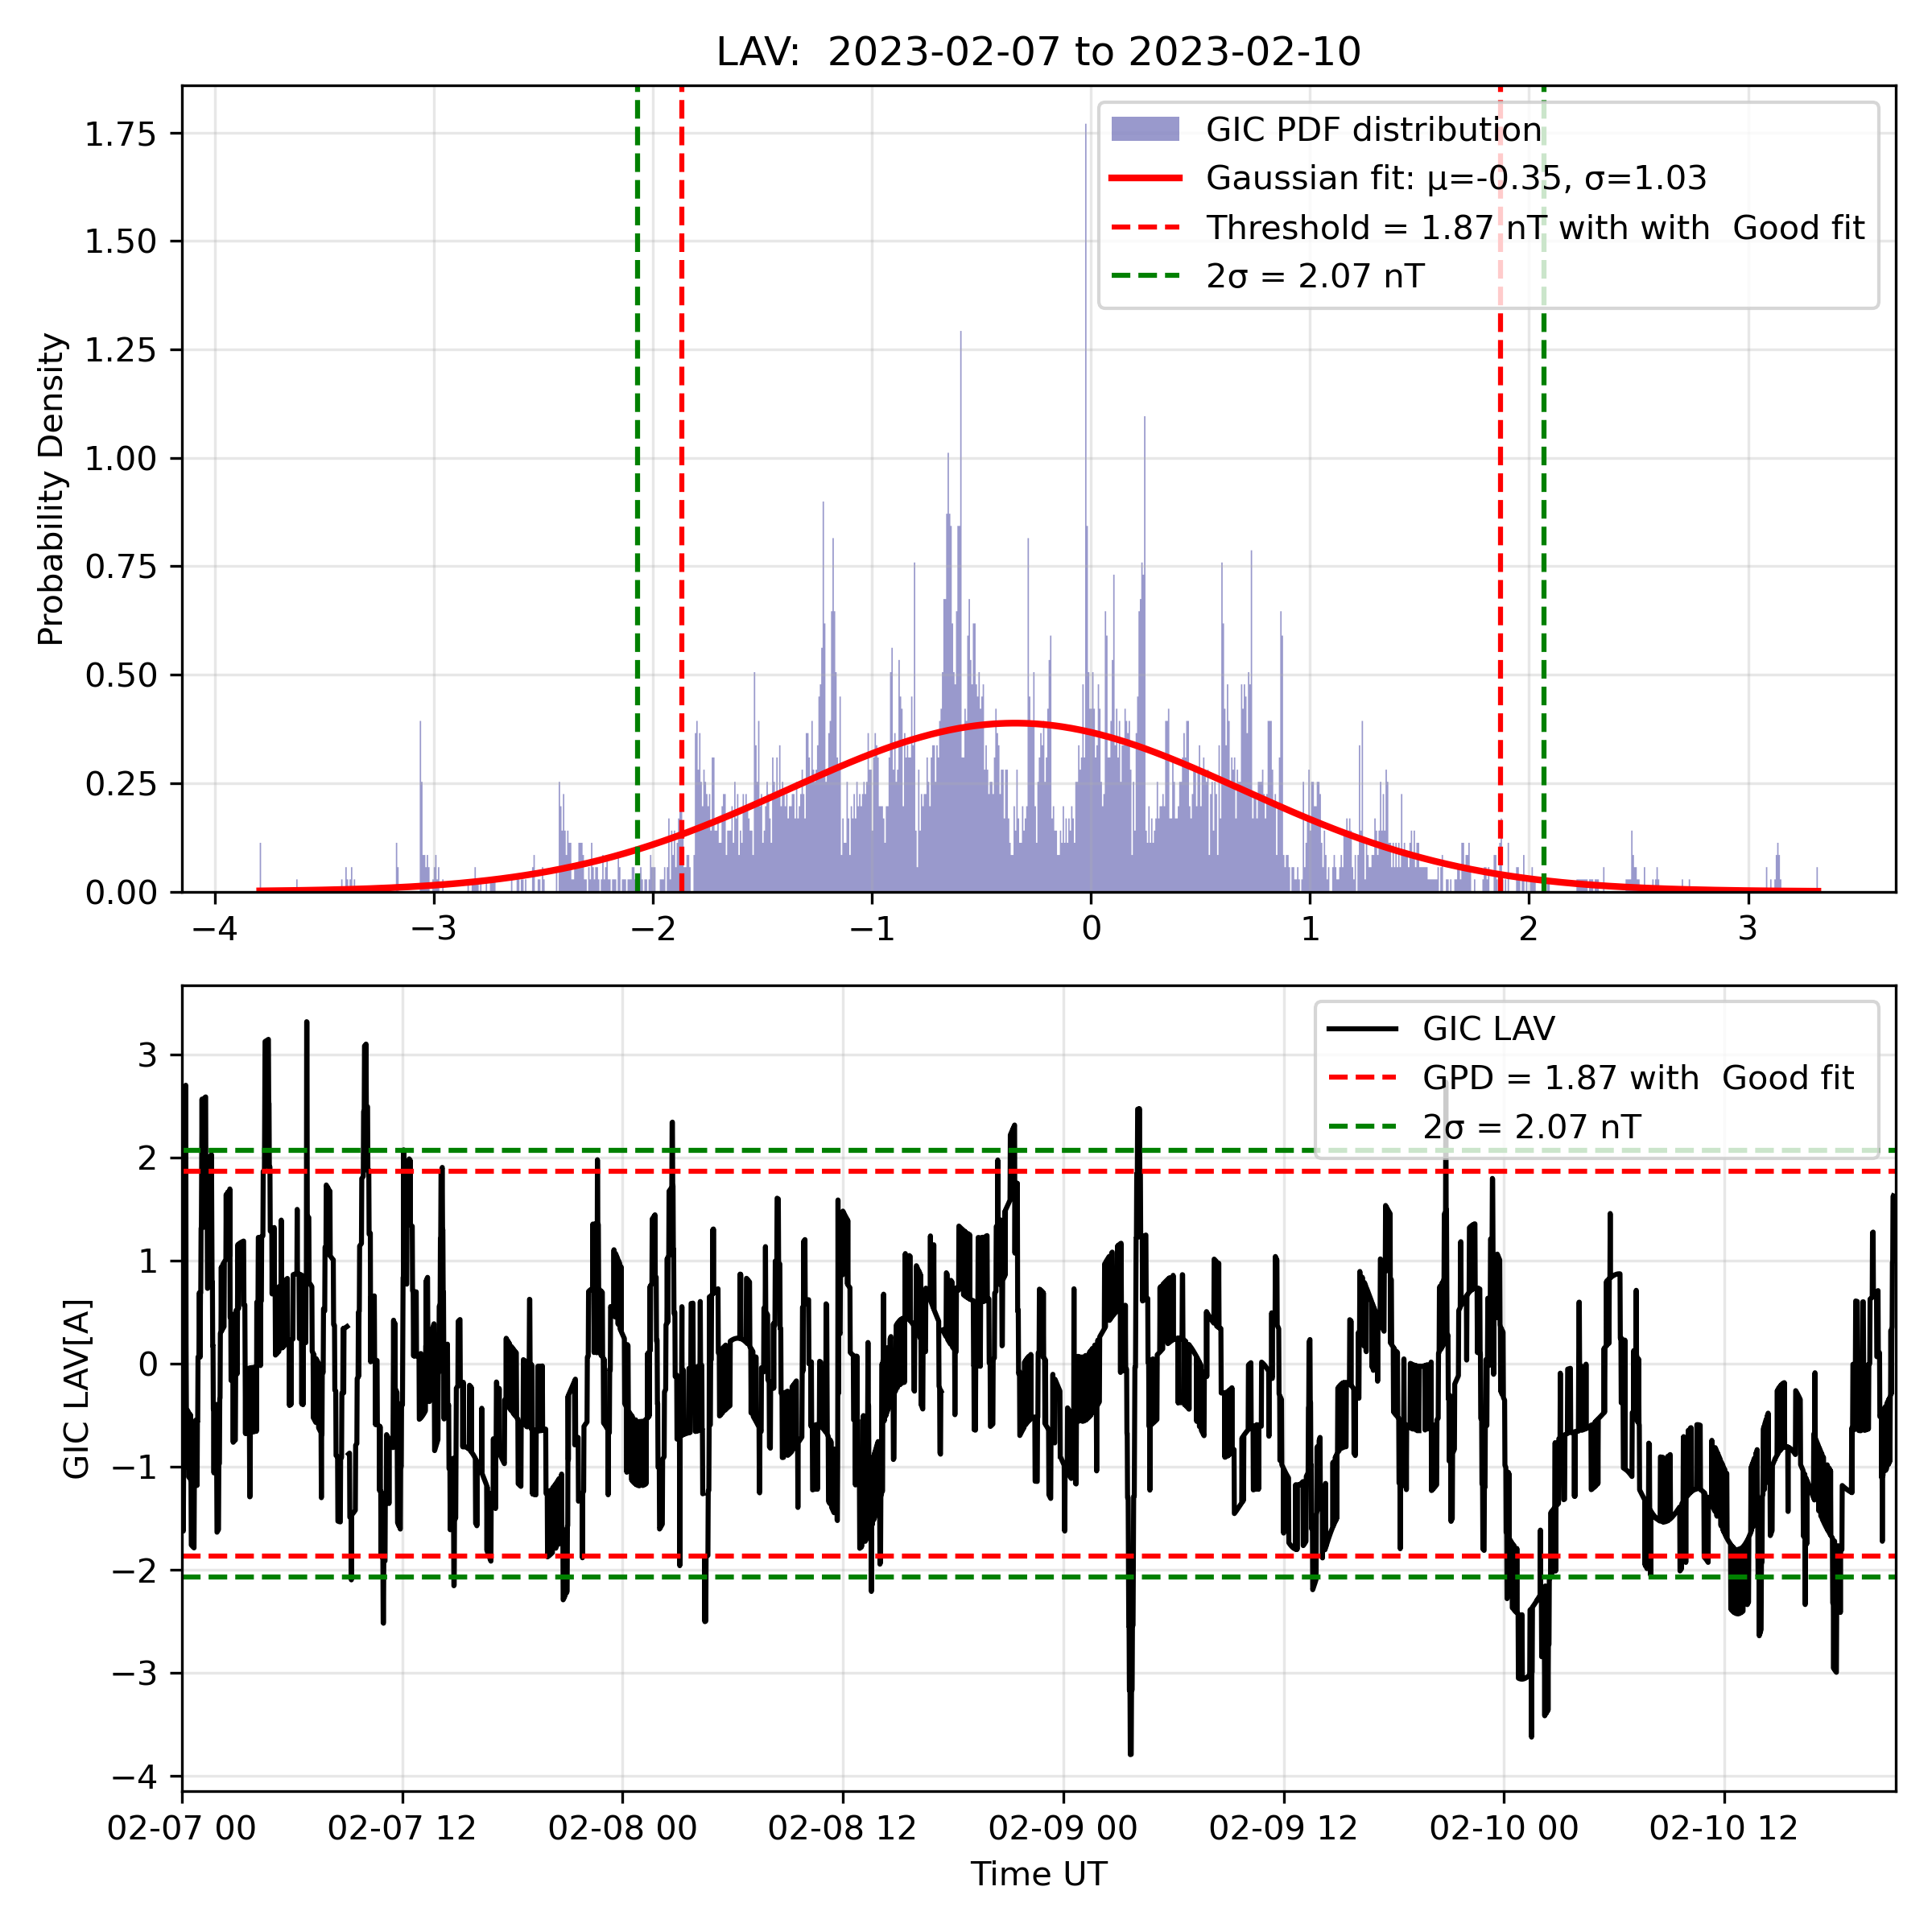 LAV:  2023-02-07 to 2023-02-10
1.75
1.50
1.25
1.00
0.75
0.50
0.25
0.00
Probability Density
GIC PDF distribution
Gaussian fit: μ=-0.35, σ=1.03
Threshold = 1.87 nT with with  Good fit
2σ = 2.07 nT
−4 −3 −2 −1 0 1 2 3
3
2
1
0
−1
−2
−3
−4
GIC LAV[A]
GIC LAV
GPD = 1.87 with  Good fit
2σ = 2.07 nT
02-07 00 02-07 12 02-08 00 02-08 12 02-09 00 02-09 12 02-10 00 02-10 12
Time UT